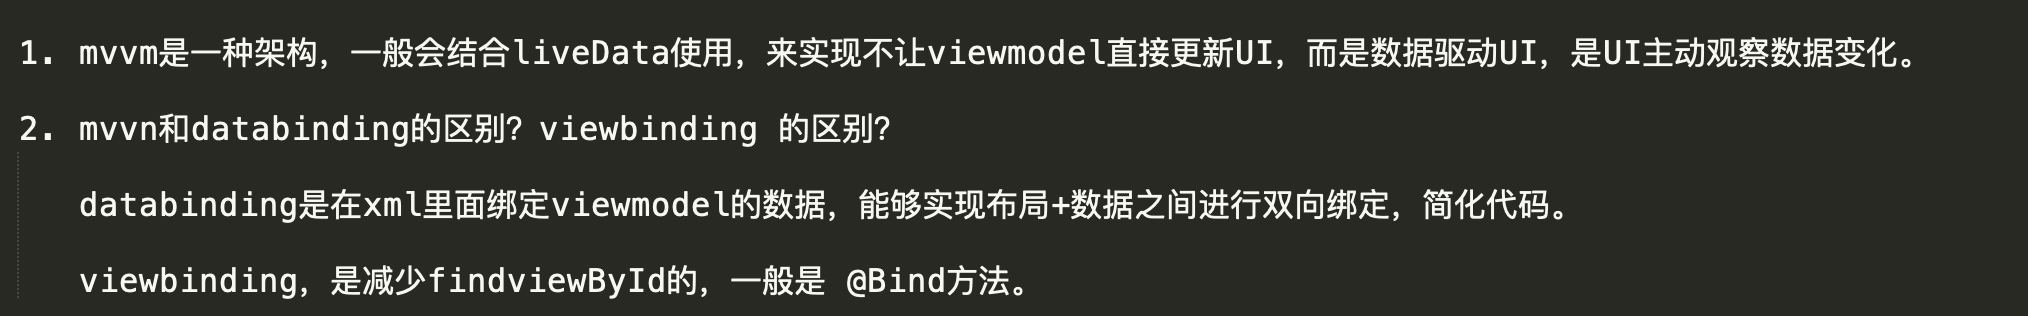 1. mvvm是一种架构，一般会结合liveData使用，来实现不让viewmodel直接更新UI，而是数据驱动UI，是UI主动观察数据变化。
2. mvvn和databinding的区别？viewbinding 的区别？
databinding是在xml里面绑定viewmodel的数据，能够实现布局+数据之间进行双向绑定，简化代码。
viewbinding，是减少findviewById的，一般是 @Bind方法。